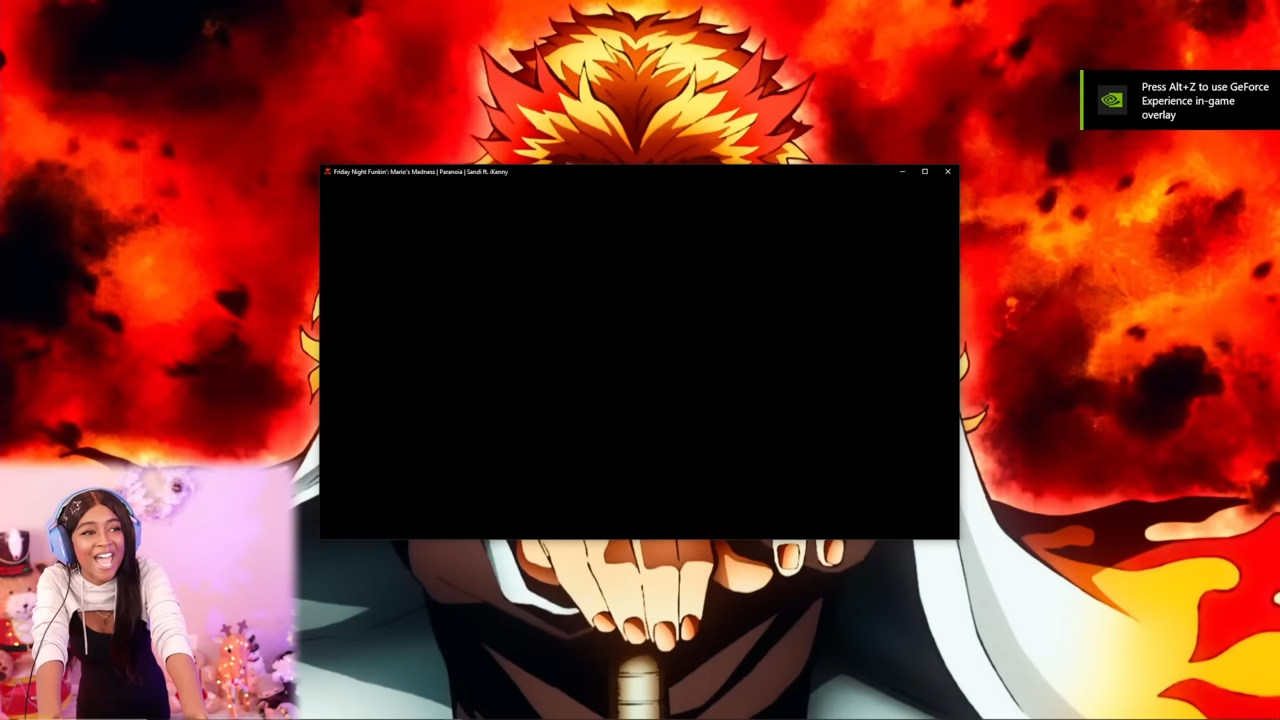 Press Alt+Z to use GeForce
Experience in-game
overlay
Friday Night Funkin': Mario's Madness | Paranoia | Sandi ft. iKenny